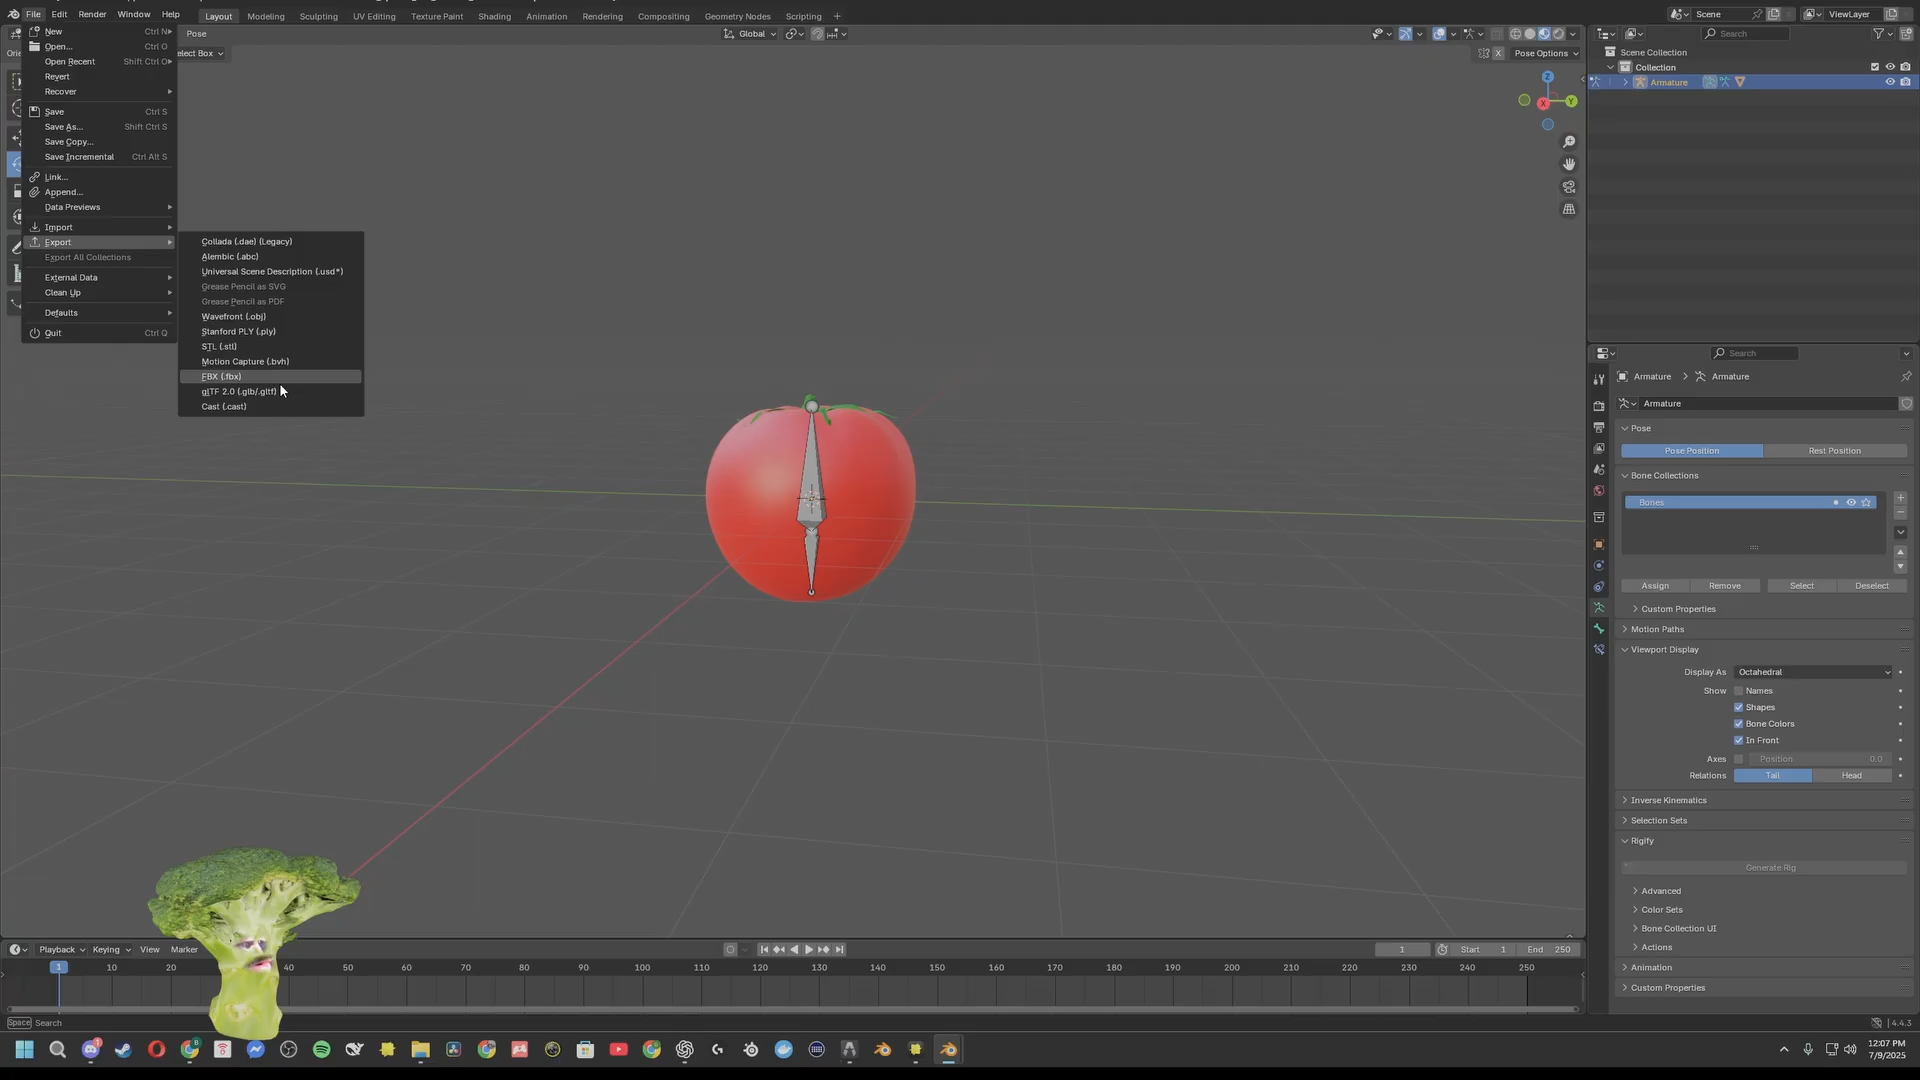 File Edit Render Window Help Layout Modeling Sculpting UV Editing Texture Paint Shading Animation Rendering Compositing Geometry Nodes Scripting + Scene ViewLayer
Pose Global Search
elect Box Pose Options
New Ctrl N
Open... Ctrl O
Open Recent Shift Ctrl O
Revert
Recover
Save Ctrl S
Save As... Shift Ctrl S
Save Copy...
Save Incremental Ctrl Alt S
Link...
Append...
Data Previews
Import
Export
Export All Collections
External Data
Clean Up
Defaults
Quit Ctrl Q
Collada (.dae) (Legacy)
Alembic (.abc)
Universal Scene Description (.usd*)
Grease Pencil as SVG
Grease Pencil as PDF
Wavefront (.obj)
Stanford PLY (.ply)
STL (.stl)
Motion Capture (.bvh)
FBX (.fbx)
glTF 2.0 (.glb/.gltf)
Cast (.cast)
Z
Y
X
Scene Collection
Collection
Armature
Search
Armature Armature
Armature
Pose
Pose Position Rest Position
Bone Collections
Bones
Assign Remove Select Deselect
Custom Properties
Motion Paths
Viewport Display
Display As Octahedral
Show Names
Shapes
Bone Colors
In Front
Axes Position 0.0
Relations Tail Head
Inverse Kinematics
Selection Sets
Rigify
Generate Rig
Advanced
Color Sets
Bone Collection UI
Actions
Animation
Custom Properties
Playback Keying View Marker 1 Start 1 End 250
1 10 20 40 50 60 70 80 90 100 110 120 130 140 150 160 170 180 190 200 210 220 230 240 250
Space Search 4.4.3
12:07 PM
7/9/2025